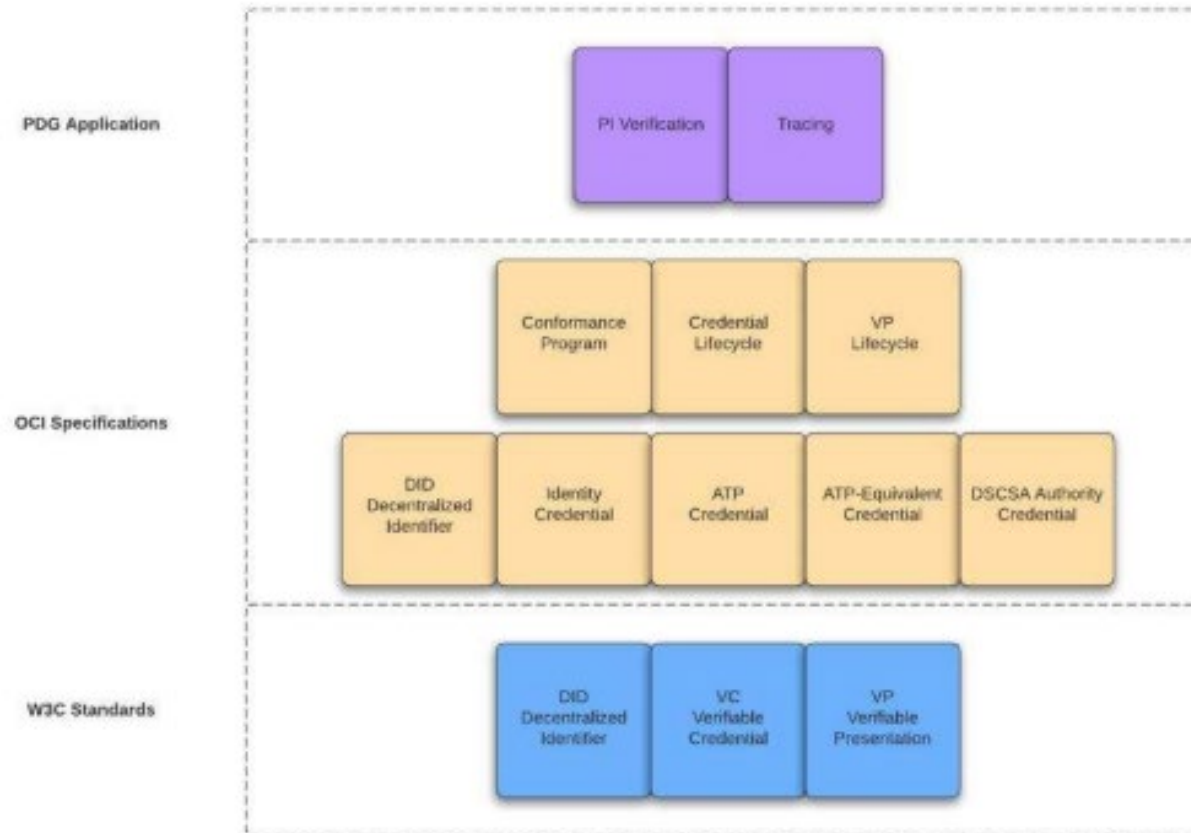 PDG Application
PI Verification
Tracing
OCI Specifications
Conformance
Program
Credential
Lifecycle
VP
Lifecycle
DID
Decentralized
Identifier
Identity
Credential
ATP
Credential
ATP-Equivalent
Credential
DSCSA Authority
Credential
W3C Standards
DID
Decentralized
Identifier
VC
Verifiable
Credential
VP
Verifiable
Presentation